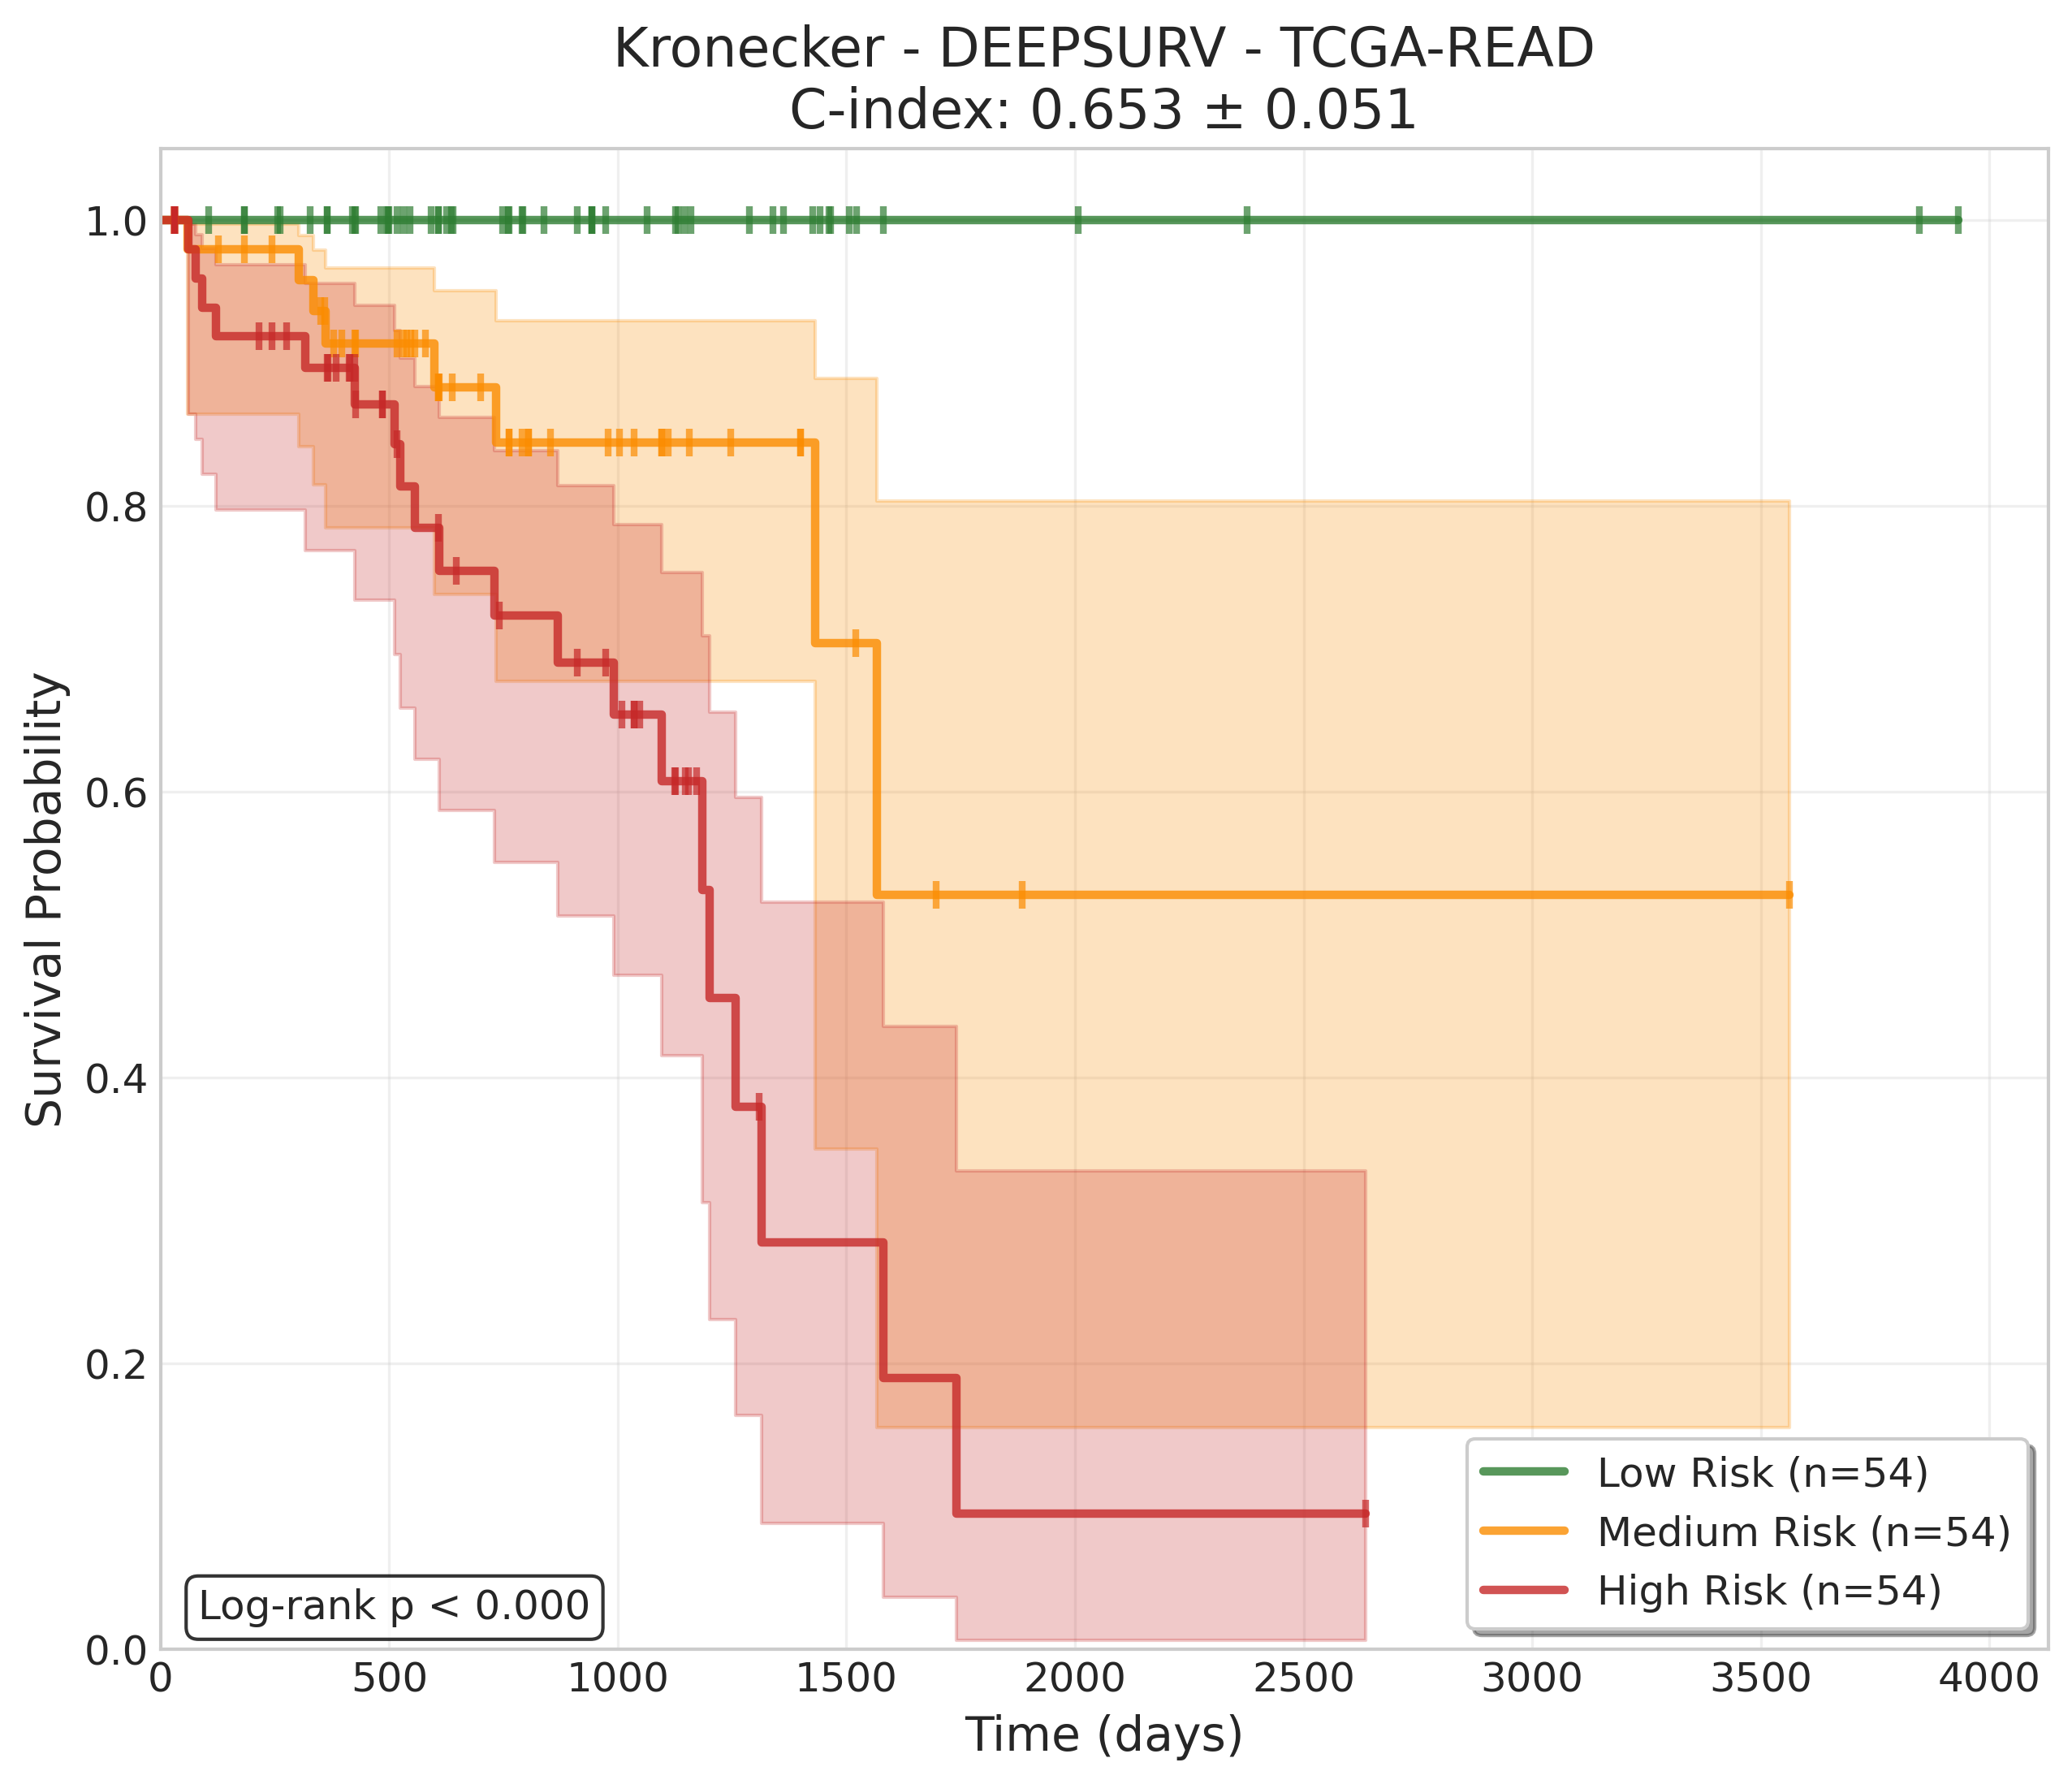 Kronecker - DEEPSURV - TCGA-READ
C-index: 0.653 ± 0.051
Survival Probability
1.0
0.8
0.6
0.4
0.2
0.0
Log-rank p < 0.000
Low Risk (n=54)
Medium Risk (n=54)
High Risk (n=54)
0 500 1000 1500 2000 2500 3000 3500 4000
Time (days)